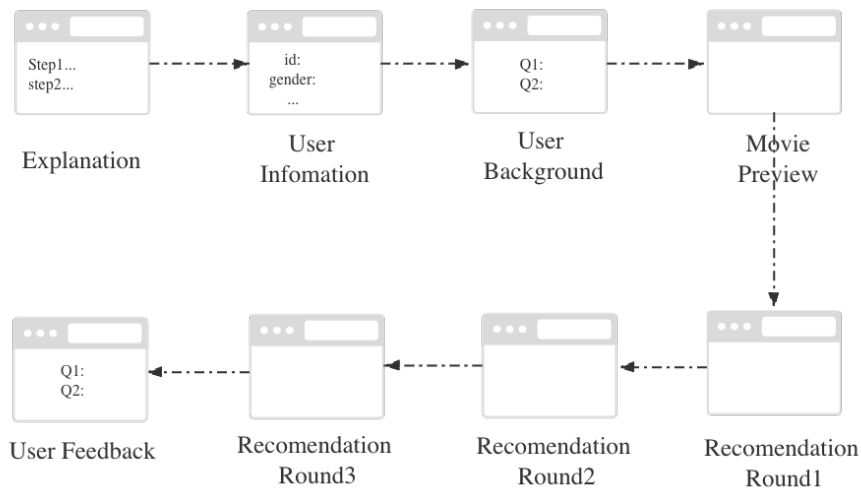 Step1...
step2...
Explanation
id:
gender:
...
User
Infomation
Q1:
Q2:
User
Background
Movie
Preview
Recomendation
Round1
Recomendation
Round2
Recomendation
Round3
Q1:
Q2:
User Feedback